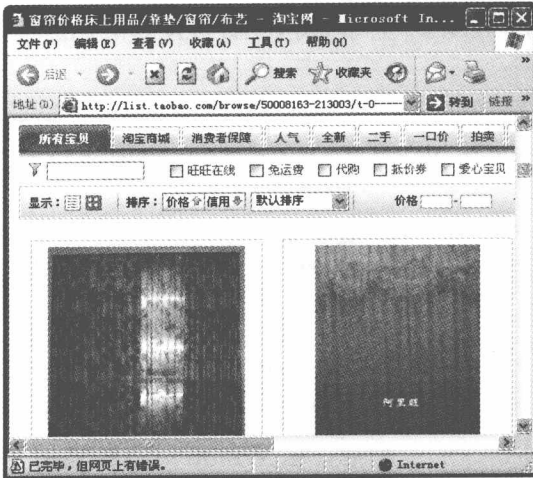 窗帘价格床上用品/靠垫/窗帘/布艺 - 淘宝网 - Microsoft In...
文件(F) 编辑(E) 查看(V) 收藏(A) 工具(T) 帮助(H)
后退 搜索 收藏夹
地址(D) http://list.taobao.com/browse/50008163-213003/t-0----- 转到 链接
所有宝贝 淘宝商城 消费者保障 人气 全新 二手 一口价 拍卖
旺旺在线 免运费 代购 抵价券 爱心宝贝
显示: 排序: 价格 信用 默认排序 价格 -
阿里旺
已完毕，但网页上有错误。 Internet